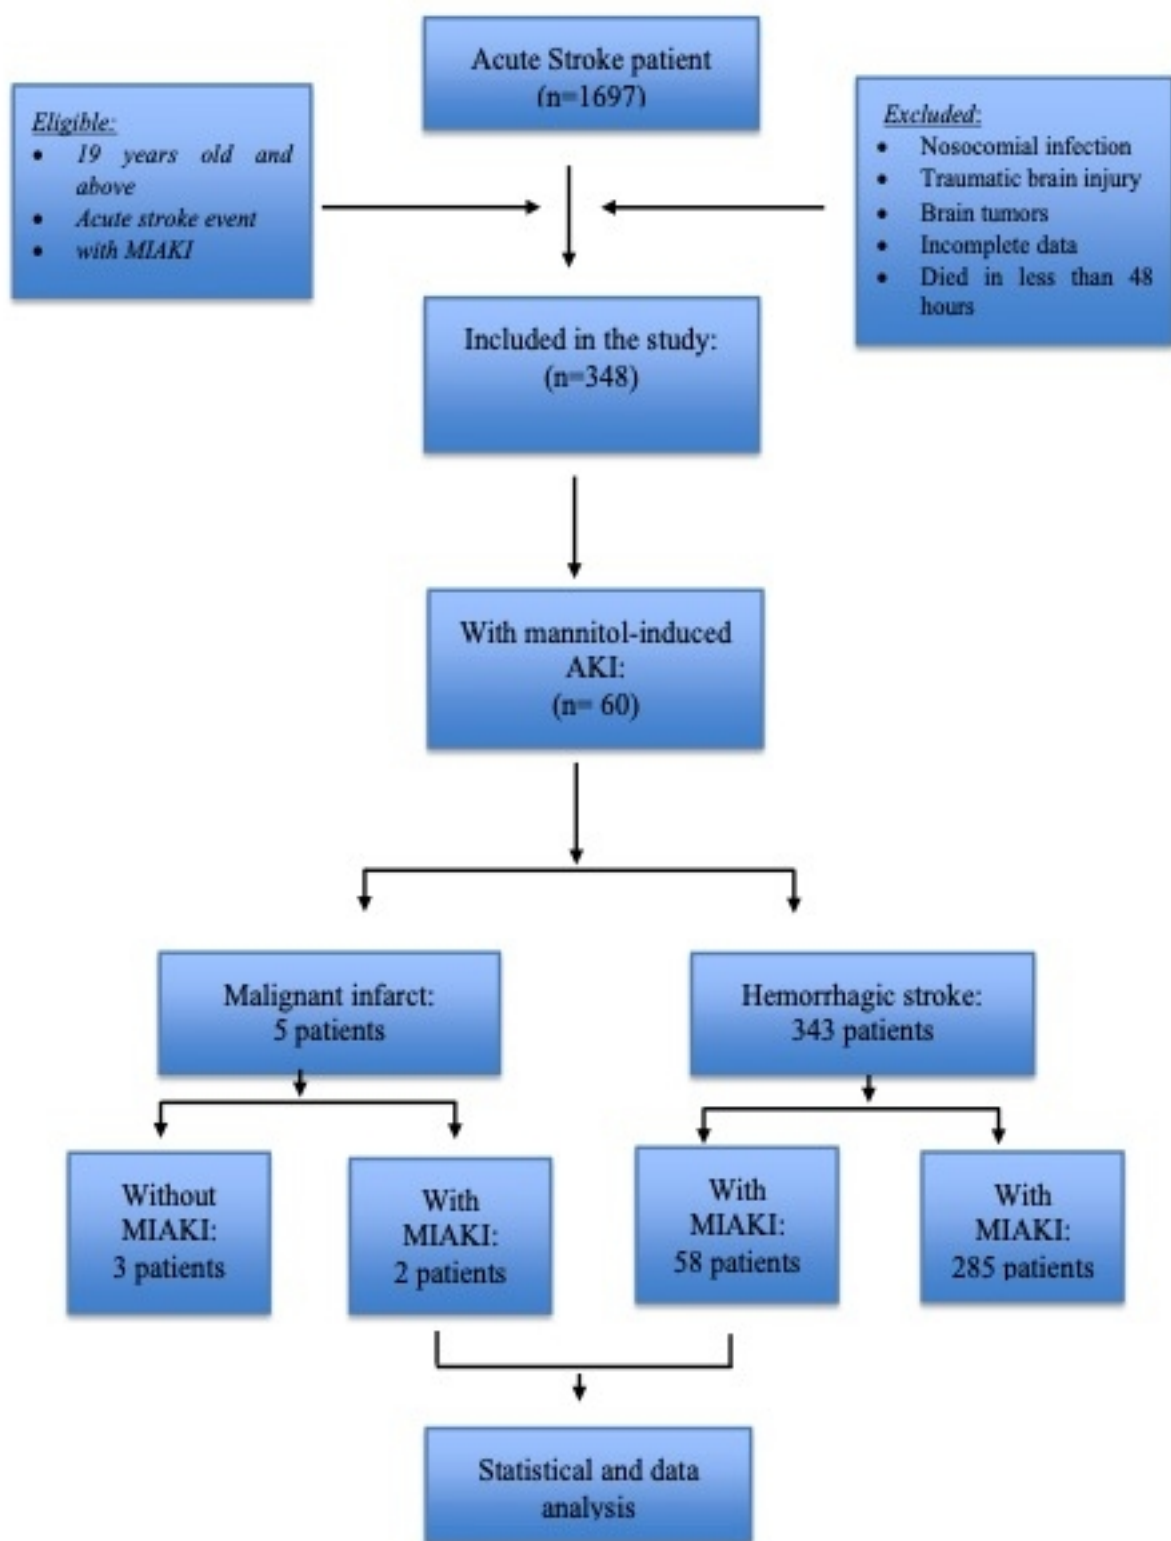 Acute Stroke patient
(n=1697)
Eligible:
• 19 years old and
above
• Acute stroke event
• with MIAKI
Excluded:
• Nosocomial infection
• Traumatic brain injury
• Brain tumors
• Incomplete data
• Died in less than 48
hours
Included in the study:
(n=348)
With mannitol-induced
AKI:
(n= 60)
Malignant infarct:
5 patients
Hemorrhagic stroke:
343 patients
Without
MIAKI:
3 patients
With
MIAKI:
2 patients
With
MIAKI:
58 patients
With
MIAKI:
285 patients
Statistical and data
analysis